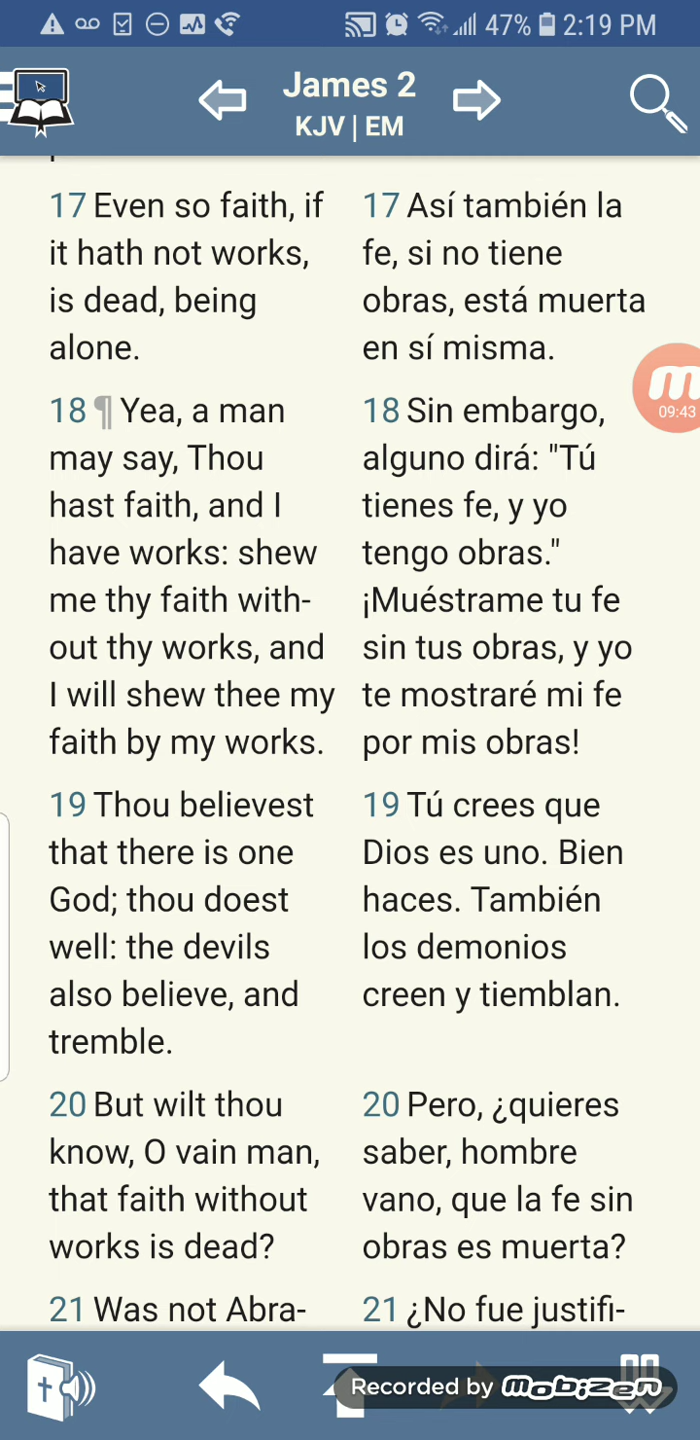 47% 2:19 PM
James 2
KJV | EM
17 Even so faith, if
it hath not works,
is dead, being
alone.
18 ¶ Yea, a man
may say, Thou
hast faith, and I
have works: shew
me thy faith with-
out thy works, and
I will shew thee my
faith by my works.
19 Thou believest
that there is one
God; thou doest
well: the devils
also believe, and
tremble.
20 But wilt thou
know, O vain man,
that faith without
works is dead?
21 Was not Abra-
17 Así también la
fe, si no tiene
obras, está muerta
en sí misma.
18 Sin embargo,
alguno dirá: "Tú
tienes fe, y yo
tengo obras."
¡Muéstrame tu fe
sin tus obras, y yo
te mostraré mi fe
por mis obras!
19 Tú crees que
Dios es uno. Bien
haces. También
los demonios
creen y tiemblan.
20 Pero, ¿quieres
saber, hombre
vano, que la fe sin
obras es muerta?
21 ¿No fue justifi-
m
09:43
Recorded by mobizen